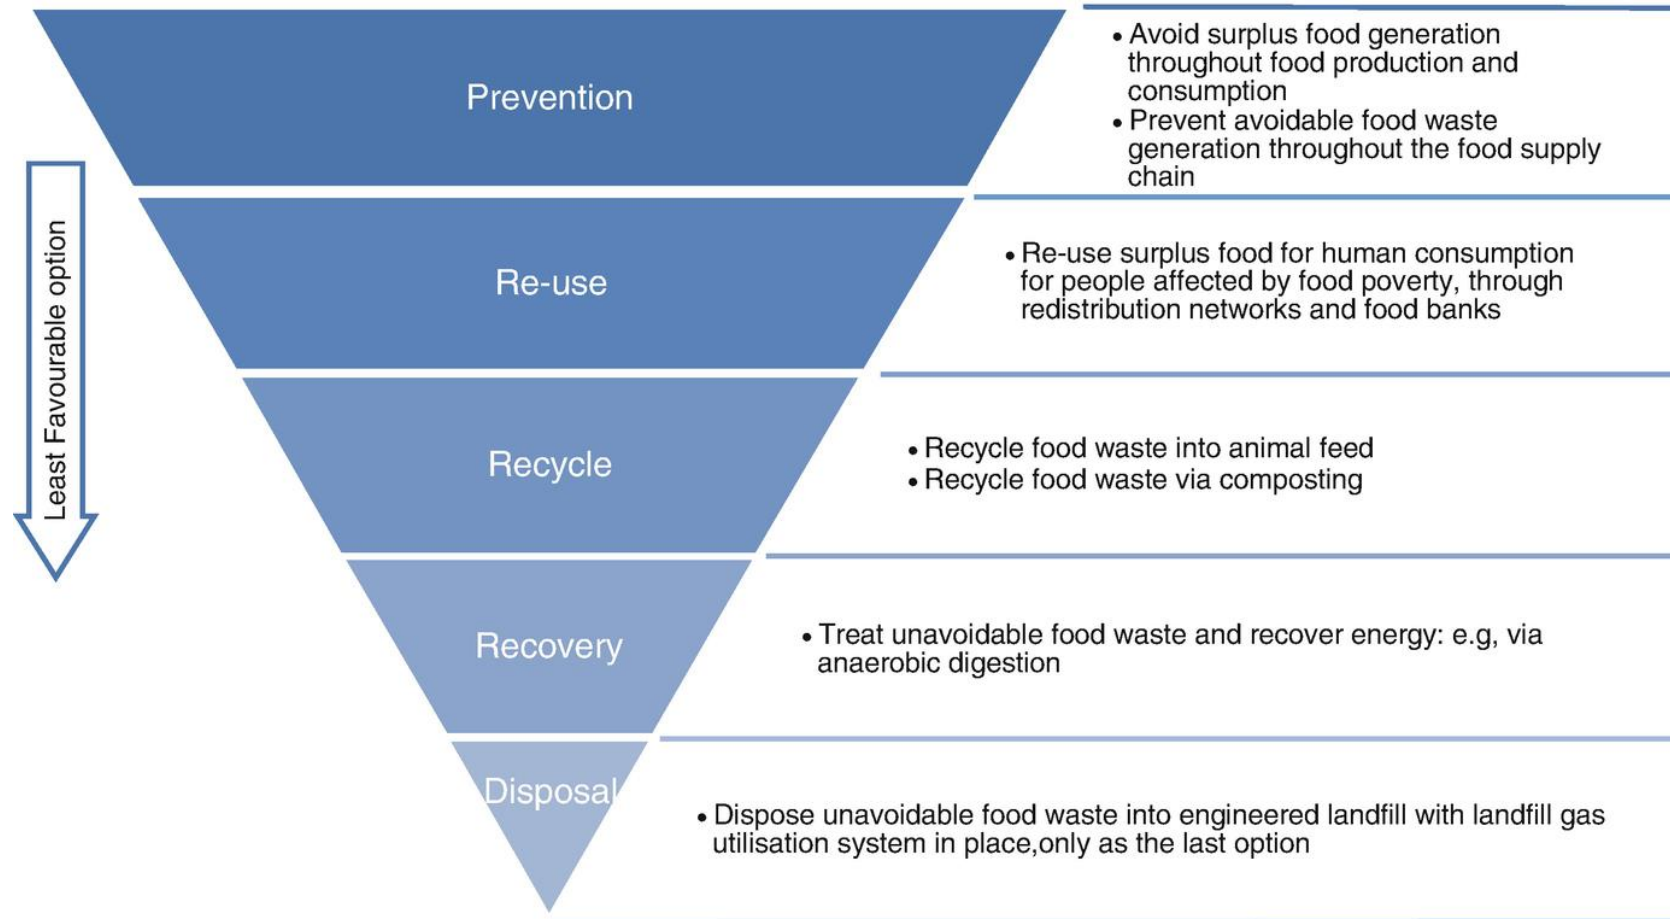 Prevention
• Avoid surplus food generation
throughout food production and
consumption
• Prevent avoidable food waste
generation throughout the food supply
chain
Least Favourable option
Re-use
• Re-use surplus food for human consumption
for people affected by food poverty, through
redistribution networks and food banks
Recycle
• Recycle food waste into animal feed
• Recycle food waste via composting
Recovery
• Treat unavoidable food waste and recover energy: e.g, via
anaerobic digestion
Disposal
• Dispose unavoidable food waste into engineered landfill with landfill gas
utilisation system in place,only as the last option